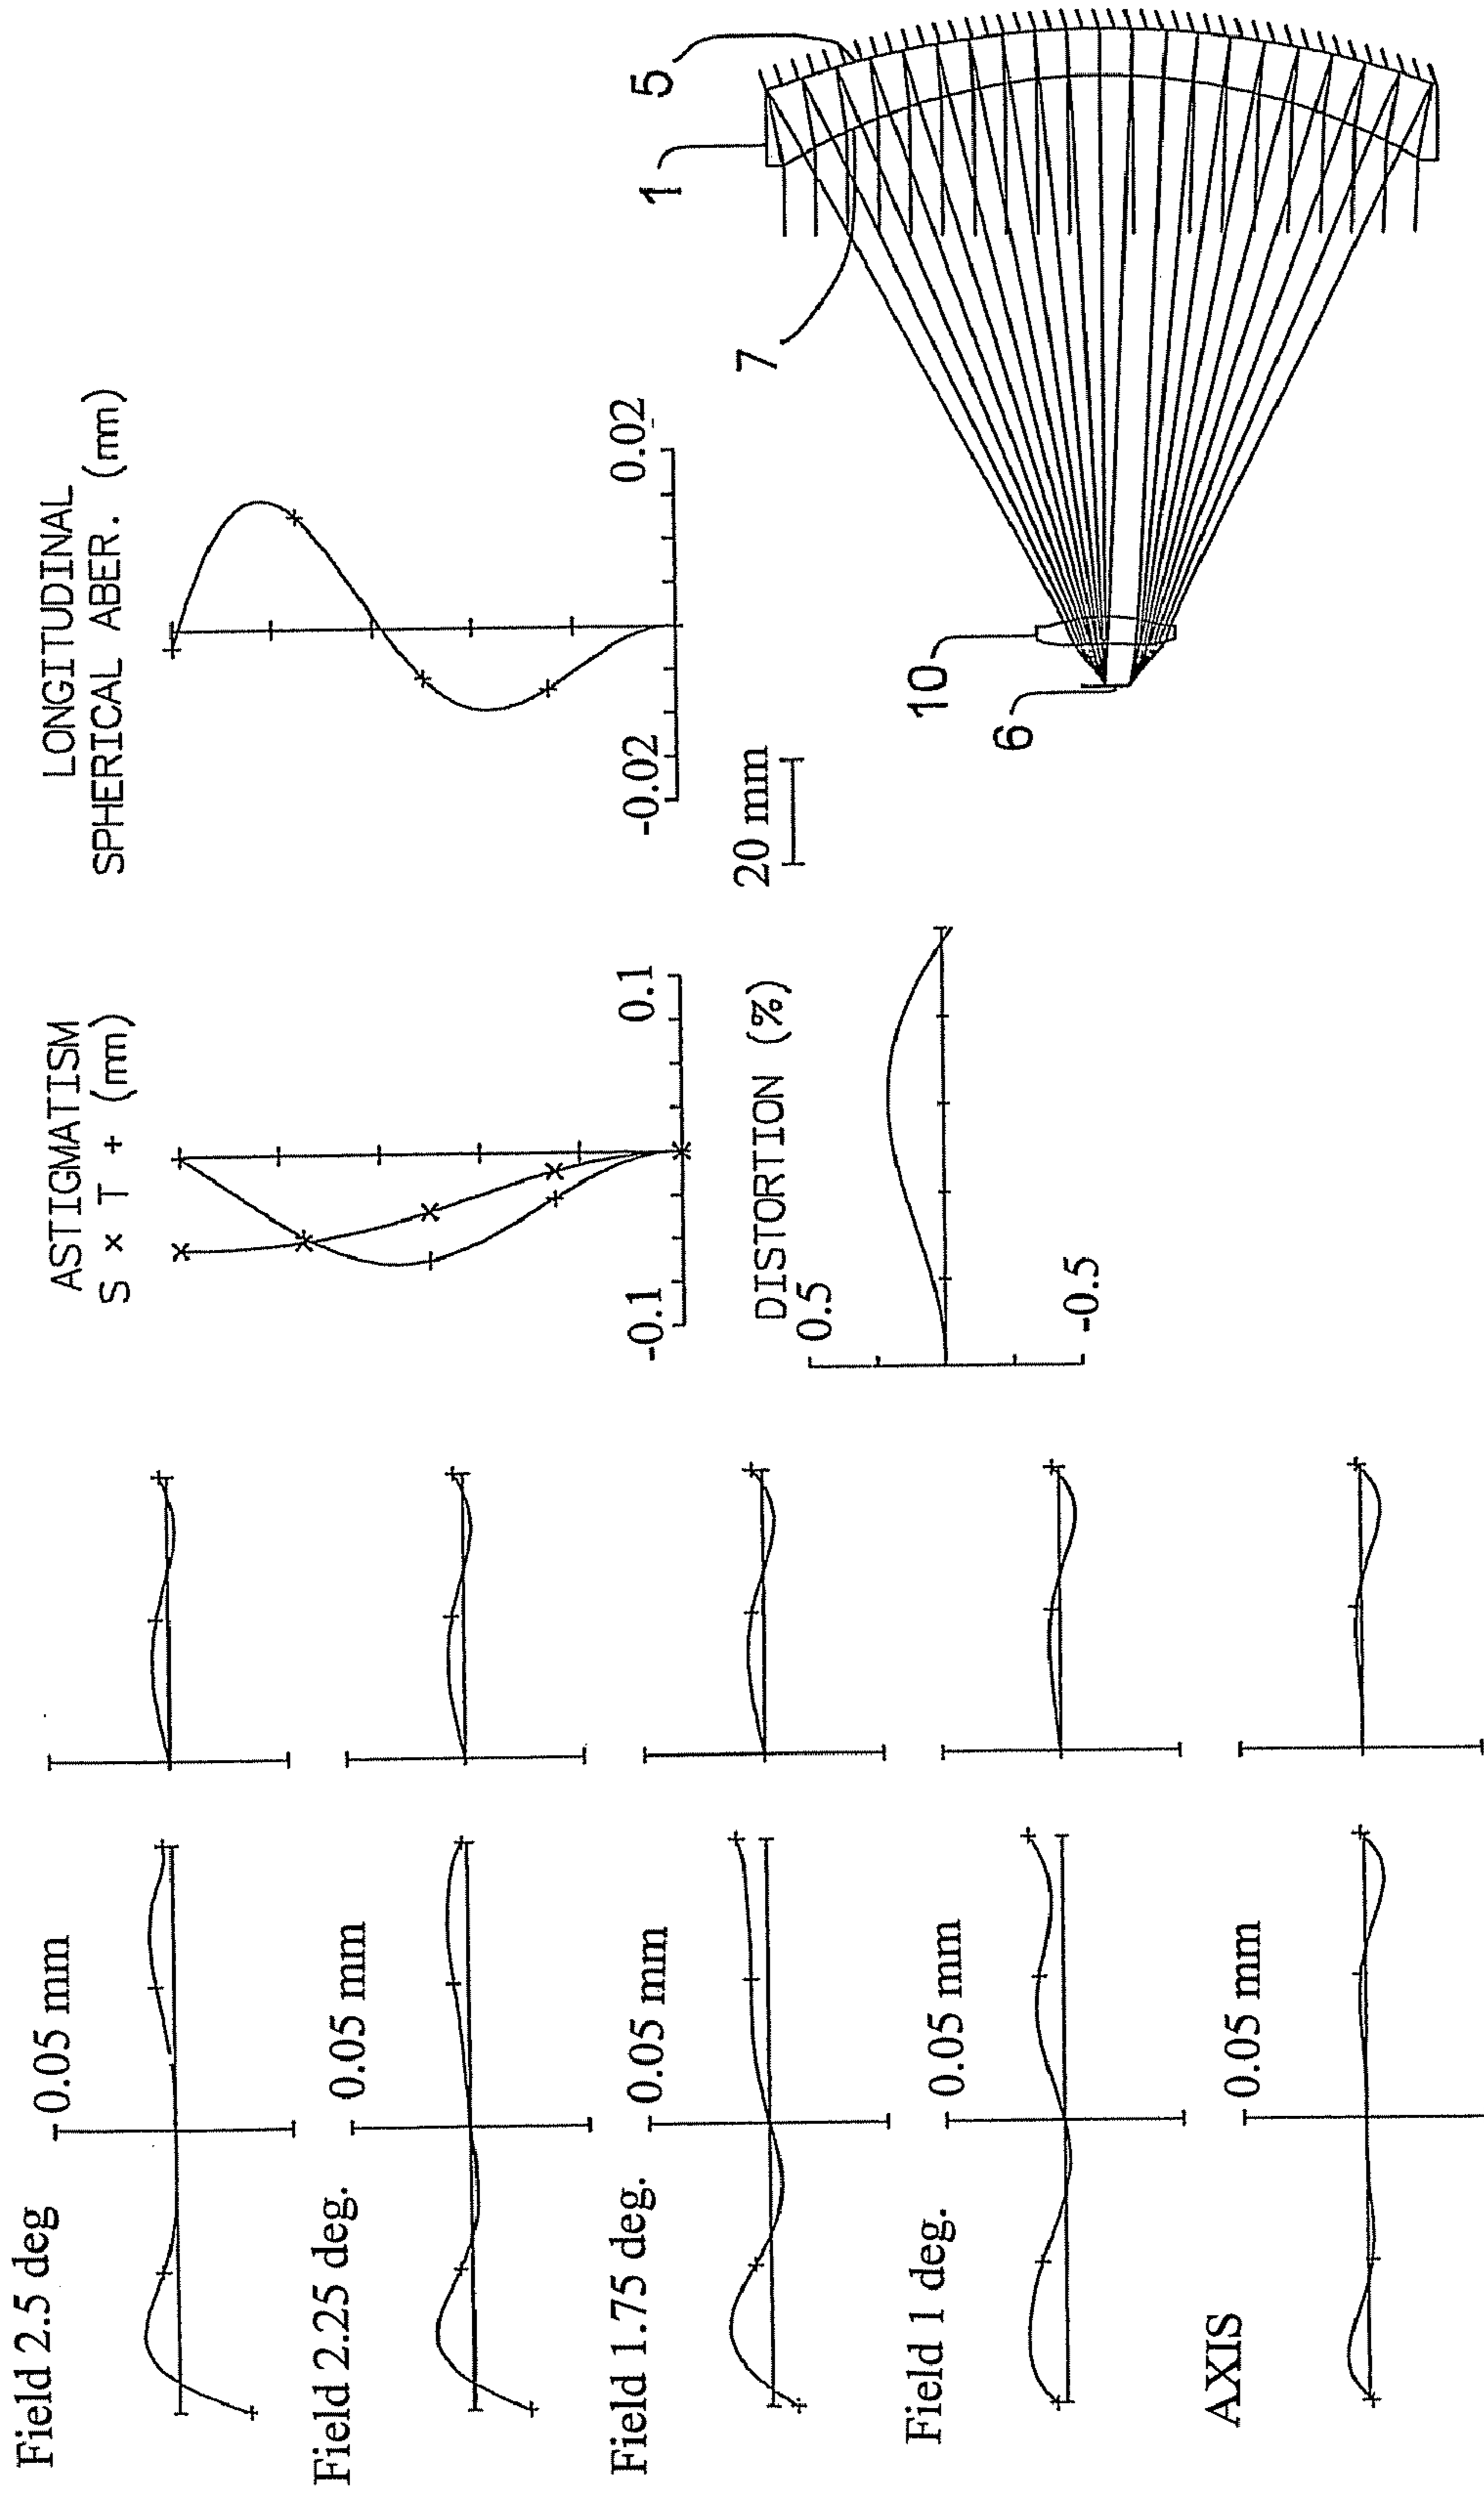 Field 2.5 deg
0.05 mm
Field 2.25 deg.
0.05 mm
Field 1.75 deg.
0.05 mm
Field 1 deg.
0.05 mm
AXIS
0.05 mm
ASTIGMATISM
S × T + (mm)
-0.1
0.1
LONGITUDINAL
SPHERICAL ABER. (mm)
-0.02
0.02
DISTORTION (%)
0.5
-0.5
20 mm
1
5
7
10
6